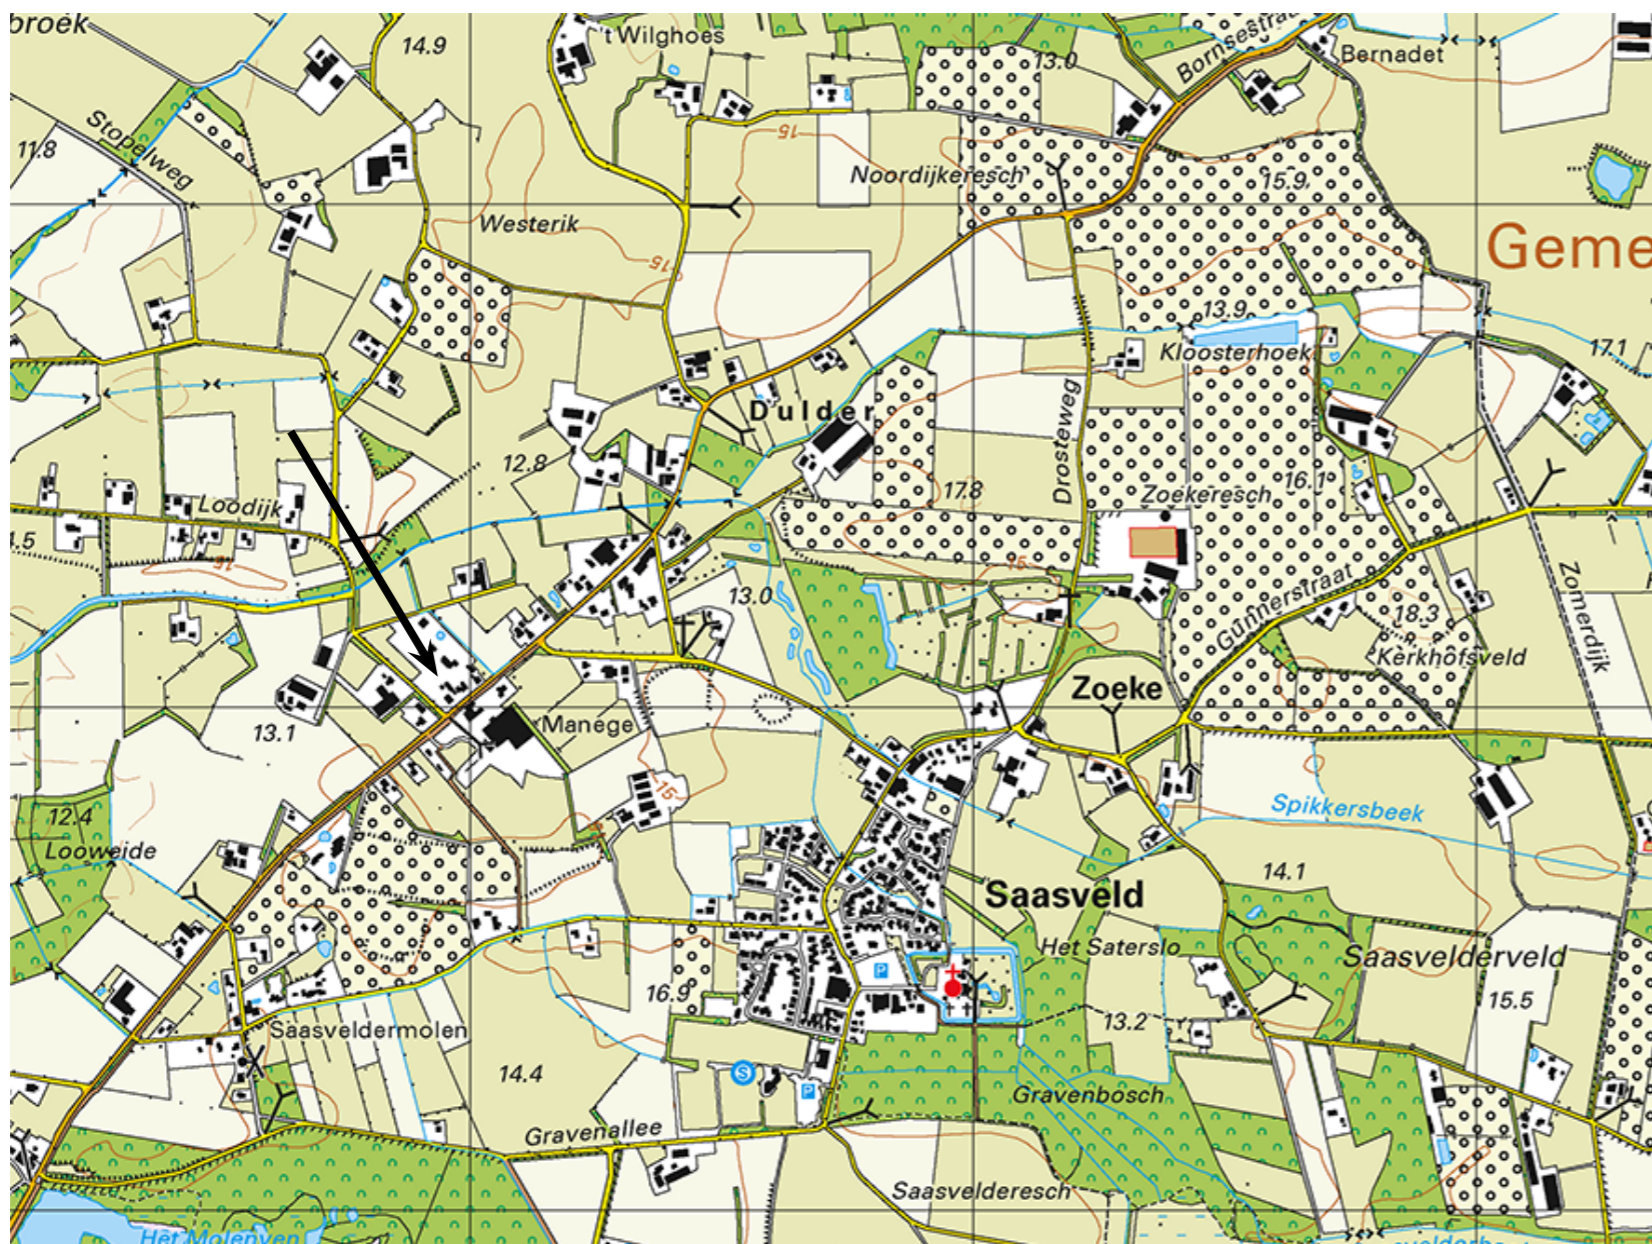 broek
14.9
't Wilghoes
13.0
Bornsestraat
Bernadet
Stopelweg
11.8
15
Noordijkeresch
15.9
Westerik
15
Geme
13.9
Kloosterhoek
17.1
Dulder
Drosteweg
12.8
17.8
Zoekeresch
16.1
Loodijk
15
15
13.0
Gunnerstraat
18.3
Kerkhofsveld
Zomerdijk
Zoeke
13.1
Manege
15
Spikkersbeek
12.4
Looweide
14.1
Saasveld
Het Saterslo
Saasvelderveld
P
16.9
15.5
13.2
Saasveldermolen
14.4
S
P
Gravenbosch
Gravenallee
Saasvelderesch
Het Molenven